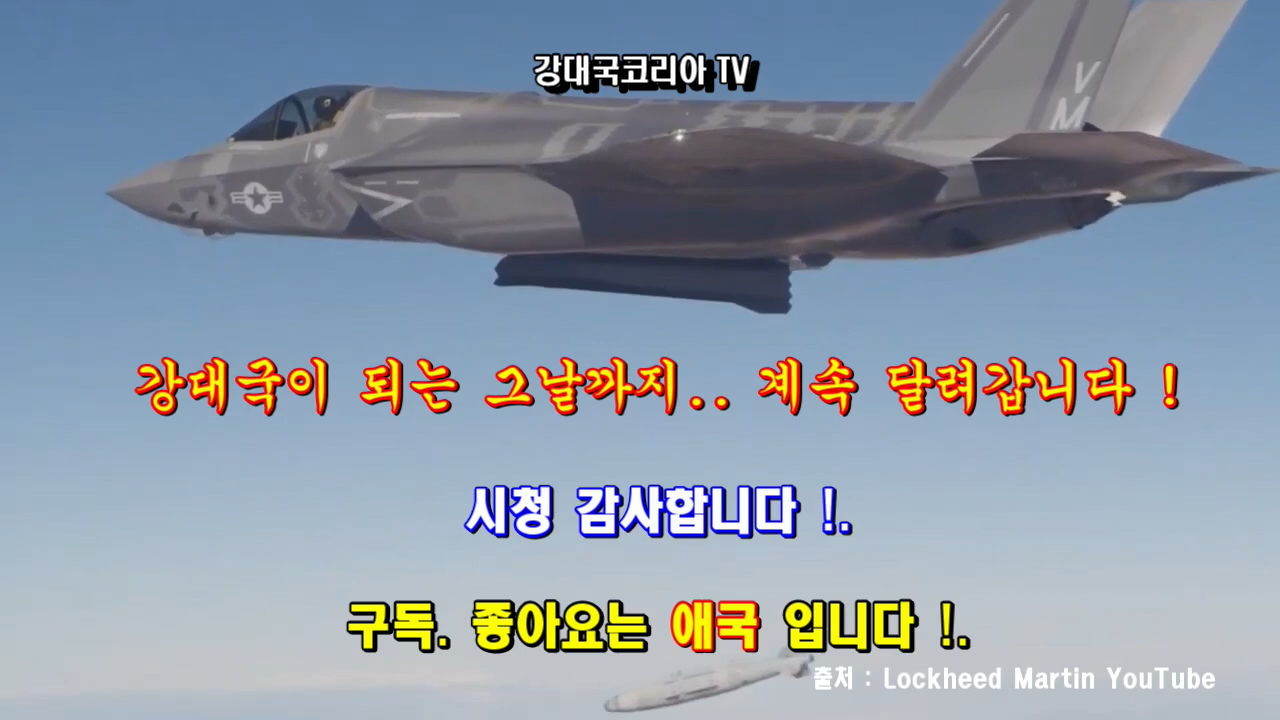 강대국코리아 TV
V
M
강대국이 되는 그날까지.. 계속 달려갑니다 !
시청 감사합니다 !.
구독. 좋아요는 애국 입니다 !.
출처 : Lockheed Martin YouTube